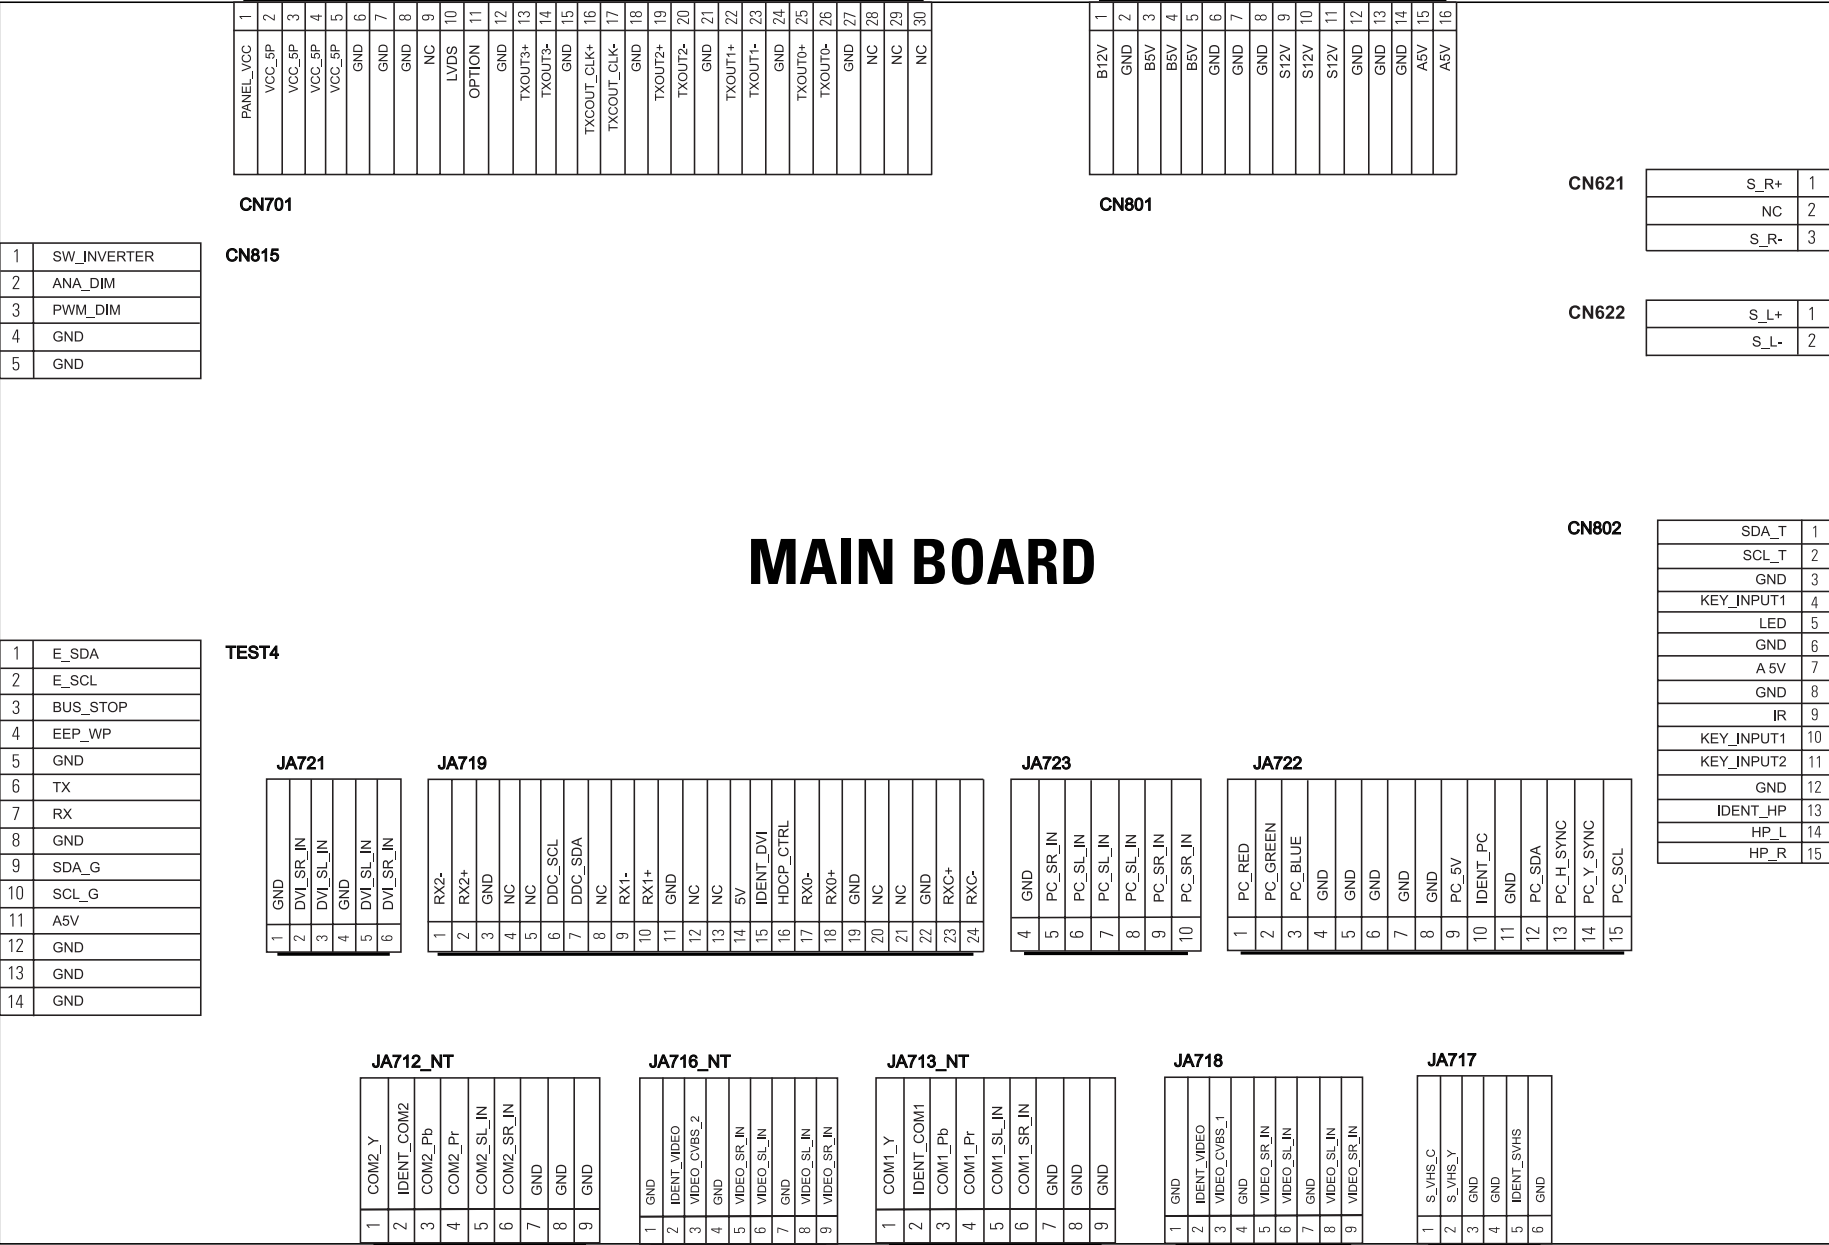 1 PANEL_VCC
2 VCC_5P
3 VCC_5P
4 VCC_5P
5 VCC_5P
6 GND
7 GND
8 GND
9 NC
10 LVDS
11 OPTION
12 GND
13 TXOUT3+
14 TXOUT3-
15 GND
16 TXCOUT_CLK+
17 TXCOUT_CLK-
18 GND
19 TXOUT2+
20 TXOUT2-
21 GND
22 TXOUT1+
23 TXOUT1-
24 GND
25 TXOUT0+
26 TXOUT0-
27 GND
28 NC
29 NC
30 NC
CN701
1 B12V
2 GND
3 B5V
4 B5V
5 B5V
6 GND
7 GND
8 GND
9 S12V
10 S12V
11 S12V
12 GND
13 GND
14 GND
15 A5V
16 A5V
CN801
CN621
S_R+ 1
NC 2
S_R- 3
CN815
1 SW_INVERTER
2 ANA_DIM
3 PWM_DIM
4 GND
5 GND
CN622
S_L+ 1
S_L- 2
MAIN BOARD
CN802
SDA_T 1
SCL_T 2
GND 3
KEY_INPUT1 4
LED 5
GND 6
A 5V 7
GND 8
IR 9
KEY_INPUT1 10
KEY_INPUT2 11
GND 12
IDENT_HP 13
HP_L 14
HP_R 15
TEST4
1 E_SDA
2 E_SCL
3 BUS_STOP
4 EEP_WP
5 GND
6 TX
7 RX
8 GND
9 SDA_G
10 SCL_G
11 A5V
12 GND
13 GND
14 GND
JA721
1 GND
2 DVI_SR_IN
3 DVI_SL_IN
4 GND
5 DVI_SL_IN
6 DVI_SR_IN
JA719
1 RX2-
2 RX2+
3 GND
4 NC
5 NC
6 DDC_SCL
7 DDC_SDA
8 NC
9 RX1-
10 RX1+
11 GND
12 NC
13 NC
14 5V
15 IDENT_DVI
16 HDCP_CTRL
17 RX0-
18 RX0+
19 GND
20 NC
21 NC
22 GND
23 RXC+
24 RXC-
JA723
4 GND
5 PC_SR_IN
6 PC_SL_IN
7 PC_SL_IN
8 PC_SL_IN
9 PC_SR_IN
10 PC_SR_IN
JA722
1 PC_RED
2 PC_GREEN
3 PC_BLUE
4 GND
5 GND
6 GND
7 GND
8 GND
9 PC_5V
10 IDENT_PC
11 GND
12 PC_SDA
13 PC_H_SYNC
14 PC_Y_SYNC
15 PC_SCL
JA712_NT
1 COM2_Y
2 IDENT_COM2
3 COM2_Pb
4 COM2_Pr
5 COM2_SL_IN
6 COM2_SR_IN
7 GND
8 GND
9 GND
JA716_NT
1 GND
2 IDENT_VIDEO
3 VIDEO_CVBS_2
4 GND
5 VIDEO_SR_IN
6 VIDEO_SL_IN
7 GND
8 VIDEO_SL_IN
9 VIDEO_SR_IN
JA713_NT
1 COM1_Y
2 IDENT_COM1
3 COM1_Pb
4 COM1_Pr
5 COM1_SL_IN
6 COM1_SR_IN
7 GND
8 GND
9 GND
JA718
1 GND
2 IDENT_VIDEO
3 VIDEO_CVBS_1
4 GND
5 VIDEO_SR_IN
6 VIDEO_SL_IN
7 GND
8 VIDEO_SL_IN
9 VIDEO_SR_IN
JA717
1 S_VHS_C
2 S_VHS_Y
3 GND
4 GND
5 IDENT_SVHS
6 GND